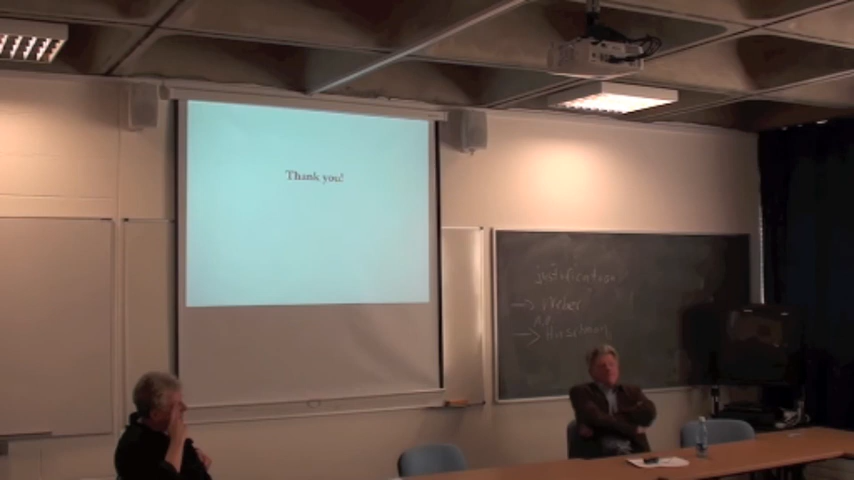 Thank you!
justification
→ Weber
→ Hirschman